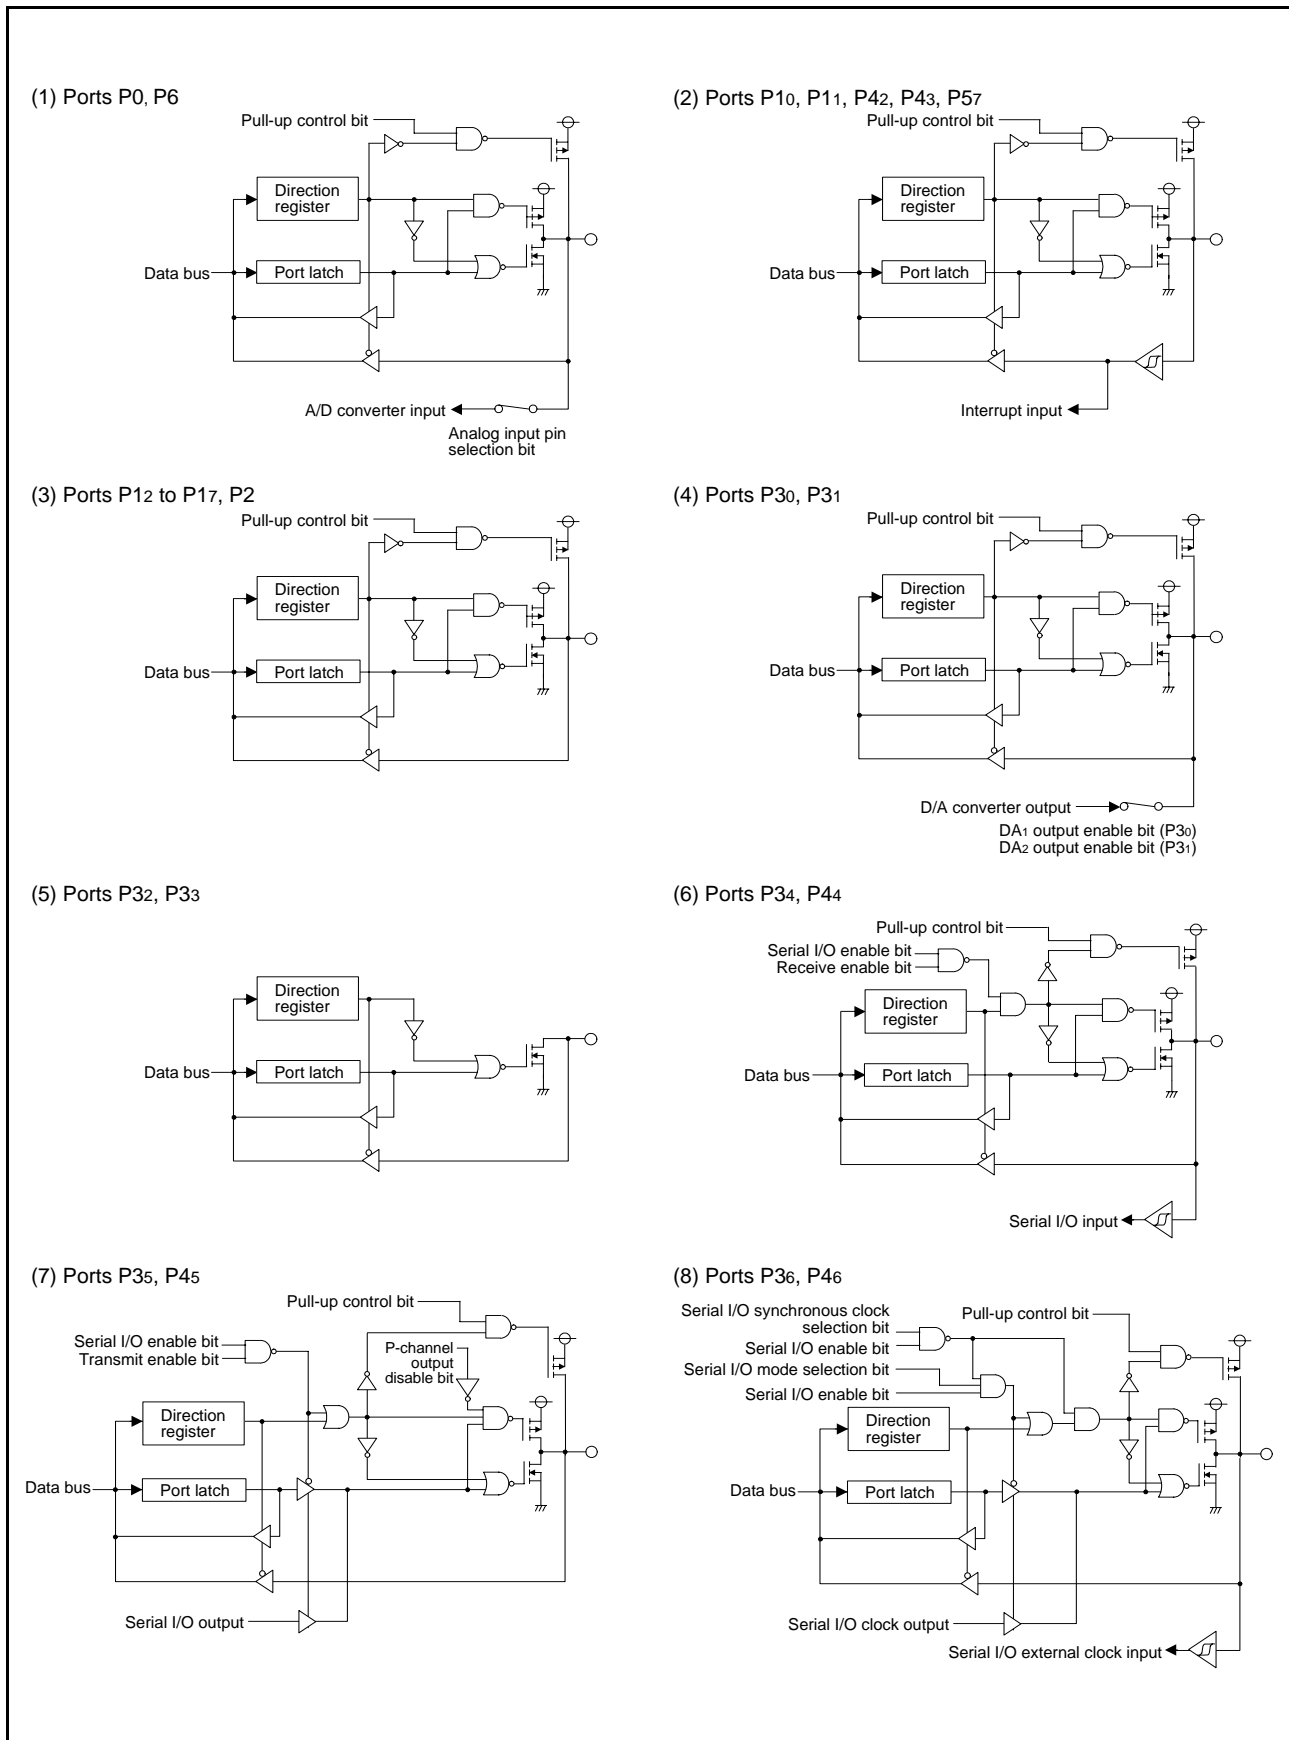 (1) Ports P0, P6
Pull-up control bit
Direction
register
Data bus
Port latch
A/D converter input
Analog input pin
selection bit
(2) Ports P10, P11, P42, P43, P57
Pull-up control bit
Direction
register
Data bus
Port latch
Interrupt input
(3) Ports P12 to P17, P2
Pull-up control bit
Direction
register
Data bus
Port latch
(4) Ports P30, P31
Pull-up control bit
Direction
register
Data bus
Port latch
D/A converter output
DA1 output enable bit (P30)
DA2 output enable bit (P31)
(5) Ports P32, P33
Direction
register
Data bus
Port latch
(6) Ports P34, P44
Pull-up control bit
Serial I/O enable bit
Receive enable bit
Direction
register
Data bus
Port latch
Serial I/O input
(7) Ports P35, P45
Pull-up control bit
Serial I/O enable bit
Transmit enable bit
P-channel
output
disable bit
Direction
register
Data bus
Port latch
Serial I/O output
(8) Ports P36, P46
Serial I/O synchronous clock
selection bit
Serial I/O enable bit
Pull-up control bit
Serial I/O mode selection bit
Serial I/O enable bit
Direction
register
Data bus
Port latch
Serial I/O clock output
Serial I/O external clock input